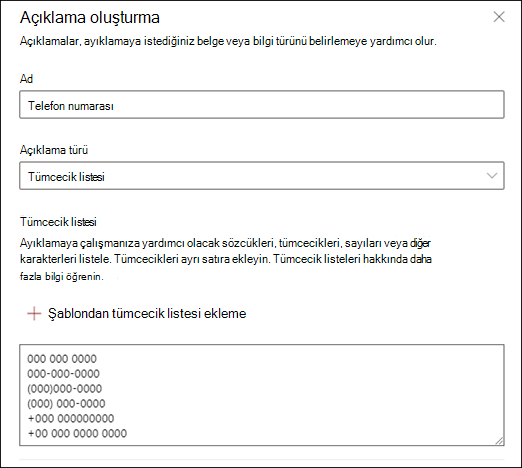 Açıklama oluşturma
Açıklamalar, ayıklamaya istediğiniz belge veya bilgi türünü belirlemeye yardımcı olur.
Ad
Telefon numarası
Açıklama türü
Tümcecik listesi
Tümcecik listesi
Ayıklamaya çalışmanıza yardımcı olacak sözcükleri, tümcecikleri, sayıları veya diğer
karakterleri listele. Tümcecikleri ayrı satıra ekleyin. Tümcecik listeleri hakkında daha
fazla bilgi öğrenin.
Şablondan tümcecik listesi ekleme
000 000 0000
000-000-0000
(000)000-0000
(000) 000-0000
+000 000000000
+00 000 0000 0000